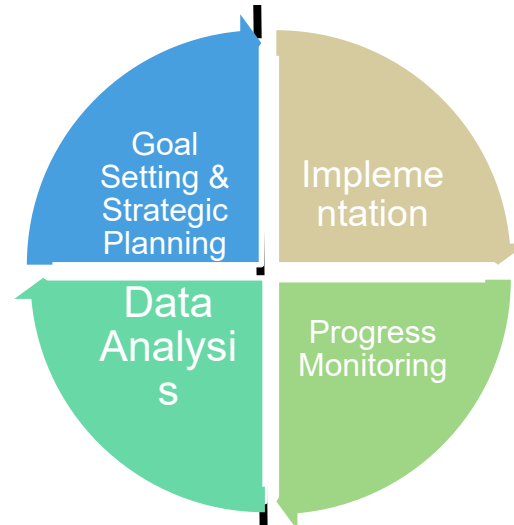 Goal
Setting &
Strategic
Planning
Impleme
ntation
Data
Analysi
s
Progress
Monitoring